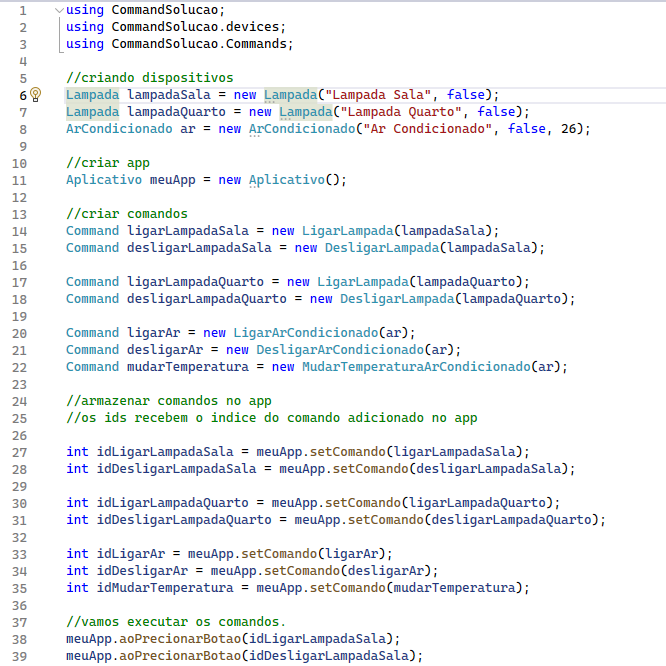 1 using CommandSolucao;
2 using CommandSolucao.devices;
3 using CommandSolucao.Commands;
4
5 //criando dispositivos
6 Lampada lampadaSala = new Lampada("Lampada Sala", false);
7 Lampada lampadaQuarto = new Lampada("Lampada Quarto", false);
8 ArCondicionado ar = new ArCondicionado("Ar Condicionado", false, 26);
9
10 //criar app
11 Aplicativo meuApp = new Aplicativo();
12
13 //criar comandos
14 Command ligarLampadaSala = new LigarLampada(lampadaSala);
15 Command desligarLampadaSala = new DesligarLampada(lampadaSala);
16
17 Command ligarLampadaQuarto = new LigarLampada(lampadaQuarto);
18 Command desligarLampadaQuarto = new DesligarLampada(lampadaQuarto);
19
20 Command ligarAr = new LigarArCondicionado(ar);
21 Command desligarAr = new DesligarArCondicionado(ar);
22 Command mudarTemperatura = new MudarTemperaturaArCondicionado(ar);
23
24 //armazenar comandos no app
25 //os ids recebem o indice do comando adicionado no app
26
27 int idLigarLampadaSala = meuApp.setComando(ligarLampadaSala);
28 int idDesligarLampadaSala = meuApp.setComando(desligarLampadaSala);
29
30 int idLigarLampadaQuarto = meuApp.setComando(ligarLampadaQuarto);
31 int idDesligarLampadaQuarto = meuApp.setComando(desligarLampadaQuarto);
32
33 int idLigarAr = meuApp.setComando(ligarAr);
34 int idDesligarAr = meuApp.setComando(desligarAr);
35 int idMudarTemperatura = meuApp.setComando(mudarTemperatura);
36
37 //vamos executar os comandos.
38 meuApp.aoPrecionarBotao(idLigarLampadaSala);
39 meuApp.aoPrecionarBotao(idDesligarLampadaSala);